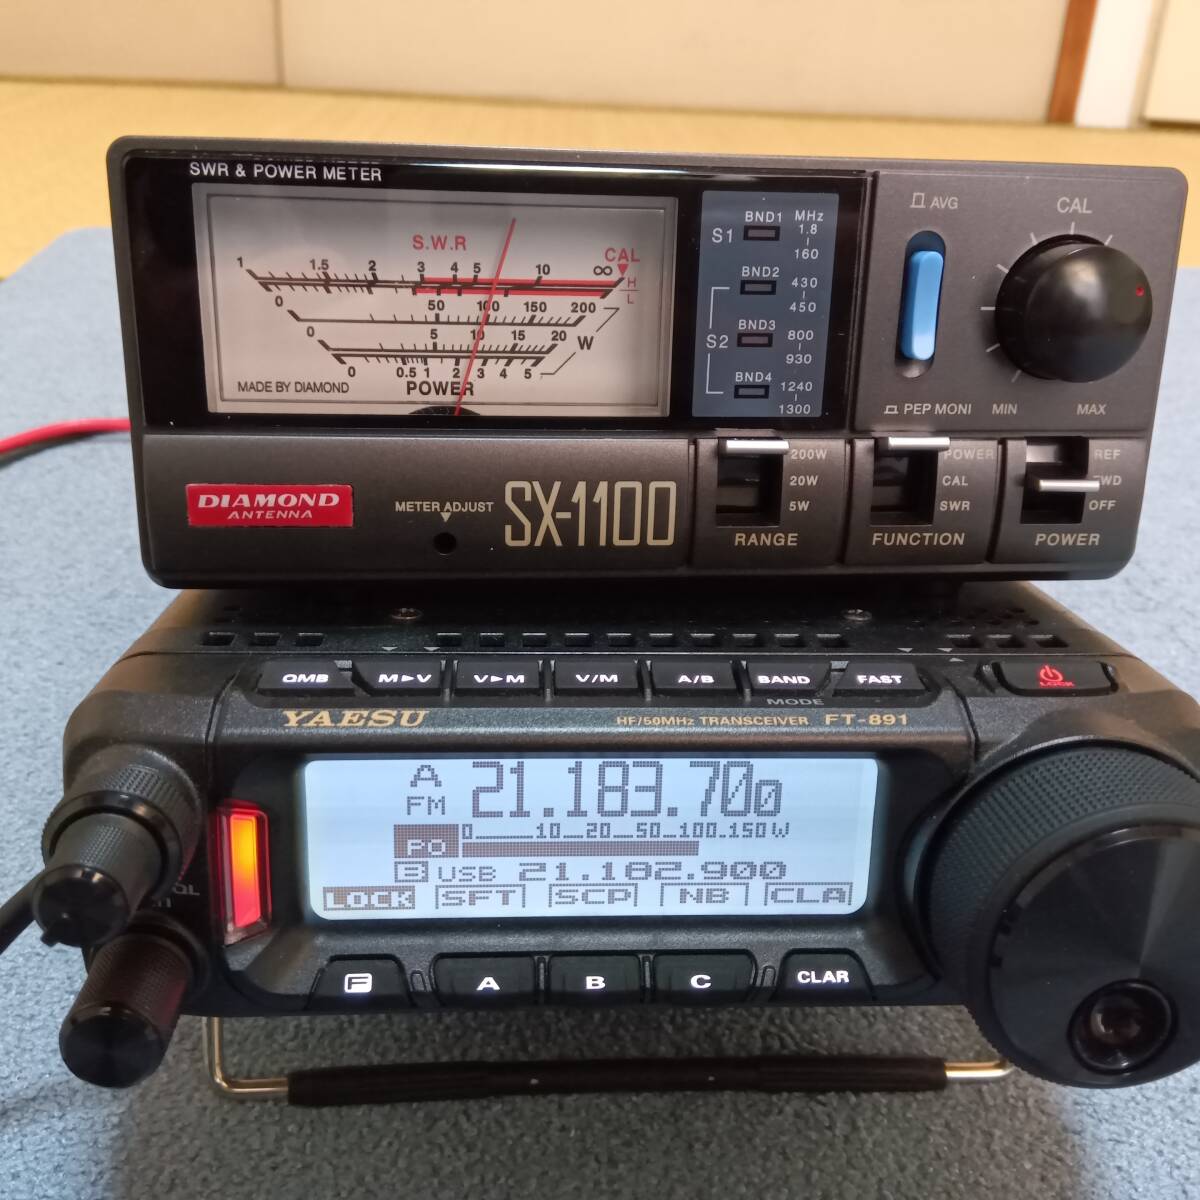 SWR & POWER METER
S.W.R
CAL
1 1.5 2 3 4 5 10 ∞
H
L
0 50 100 150 200
0 5 10 15 20
W
0 0.5 1 2 3 4 5
MADE BY DIAMOND
POWER
S1
BND1
MHz
1.8
160
BND2
430
450
S2
BND3
800
930
BND4
1240
1300
AVG
PEP MONI
CAL
MIN
MAX
DIAMOND
ANTENNA
METER ADJUST
SX-1100
200W
20W
5W
RANGE
POWER
CAL
SWR
FUNCTION
REF
FWD
OFF
POWER
QMB
M▶V
V▶M
V/M
A/B
BAND
FAST
MODE
LOCK
YAESU
HF/50MHz TRANSCEIVER FT-891
A
FM
21.183.700
0 10 20 50 100 150 W
PO
B USB 21.182.900
LOCK SFT SCP NB CLA
F
A
B
C
CLAR